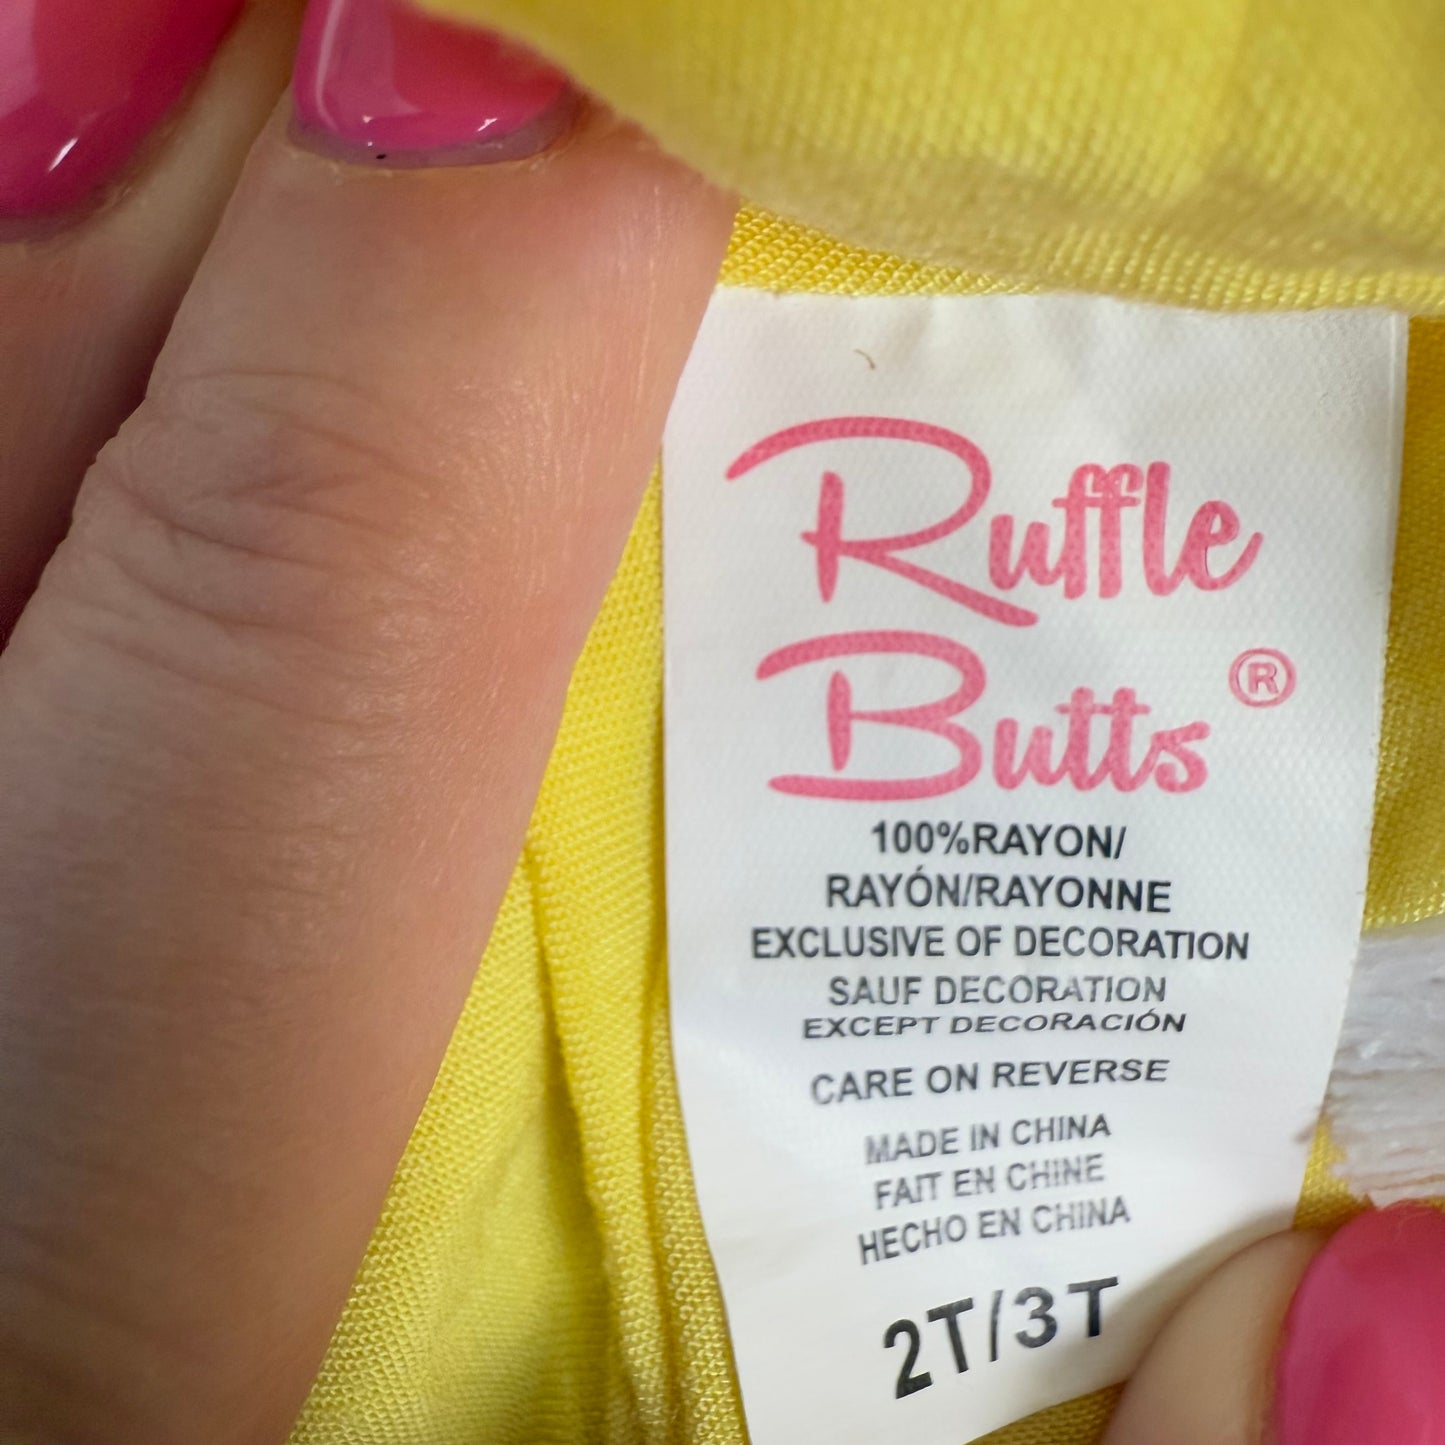 Ruffle
Butts®
100%RAYON/
RAYÓN/RAYONNE
EXCLUSIVE OF DECORATION
SAUF DECORATION
EXCEPT DECORACIÓN
CARE ON REVERSE
MADE IN CHINA
FAIT EN CHINE
HECHO EN CHINA
2T/3T